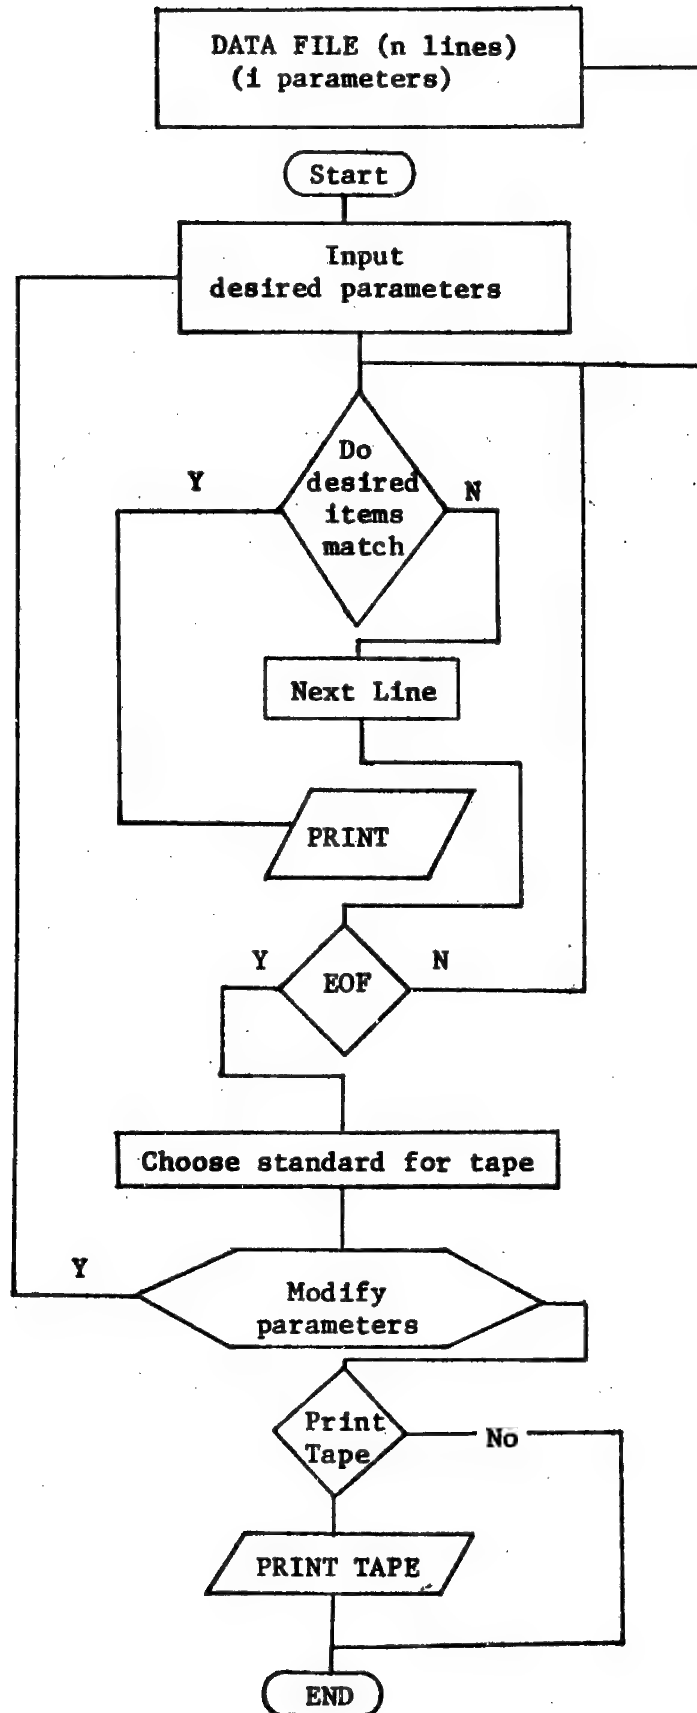 DATA FILE (n lines)
(i parameters)
Start
Input
desired parameters
Do
desired
items
match
Y
N
Next Line
PRINT
Y
N
EOF
Choose standard for tape
Y
Modify
parameters
Print
Tape
No
PRINT TAPE
END